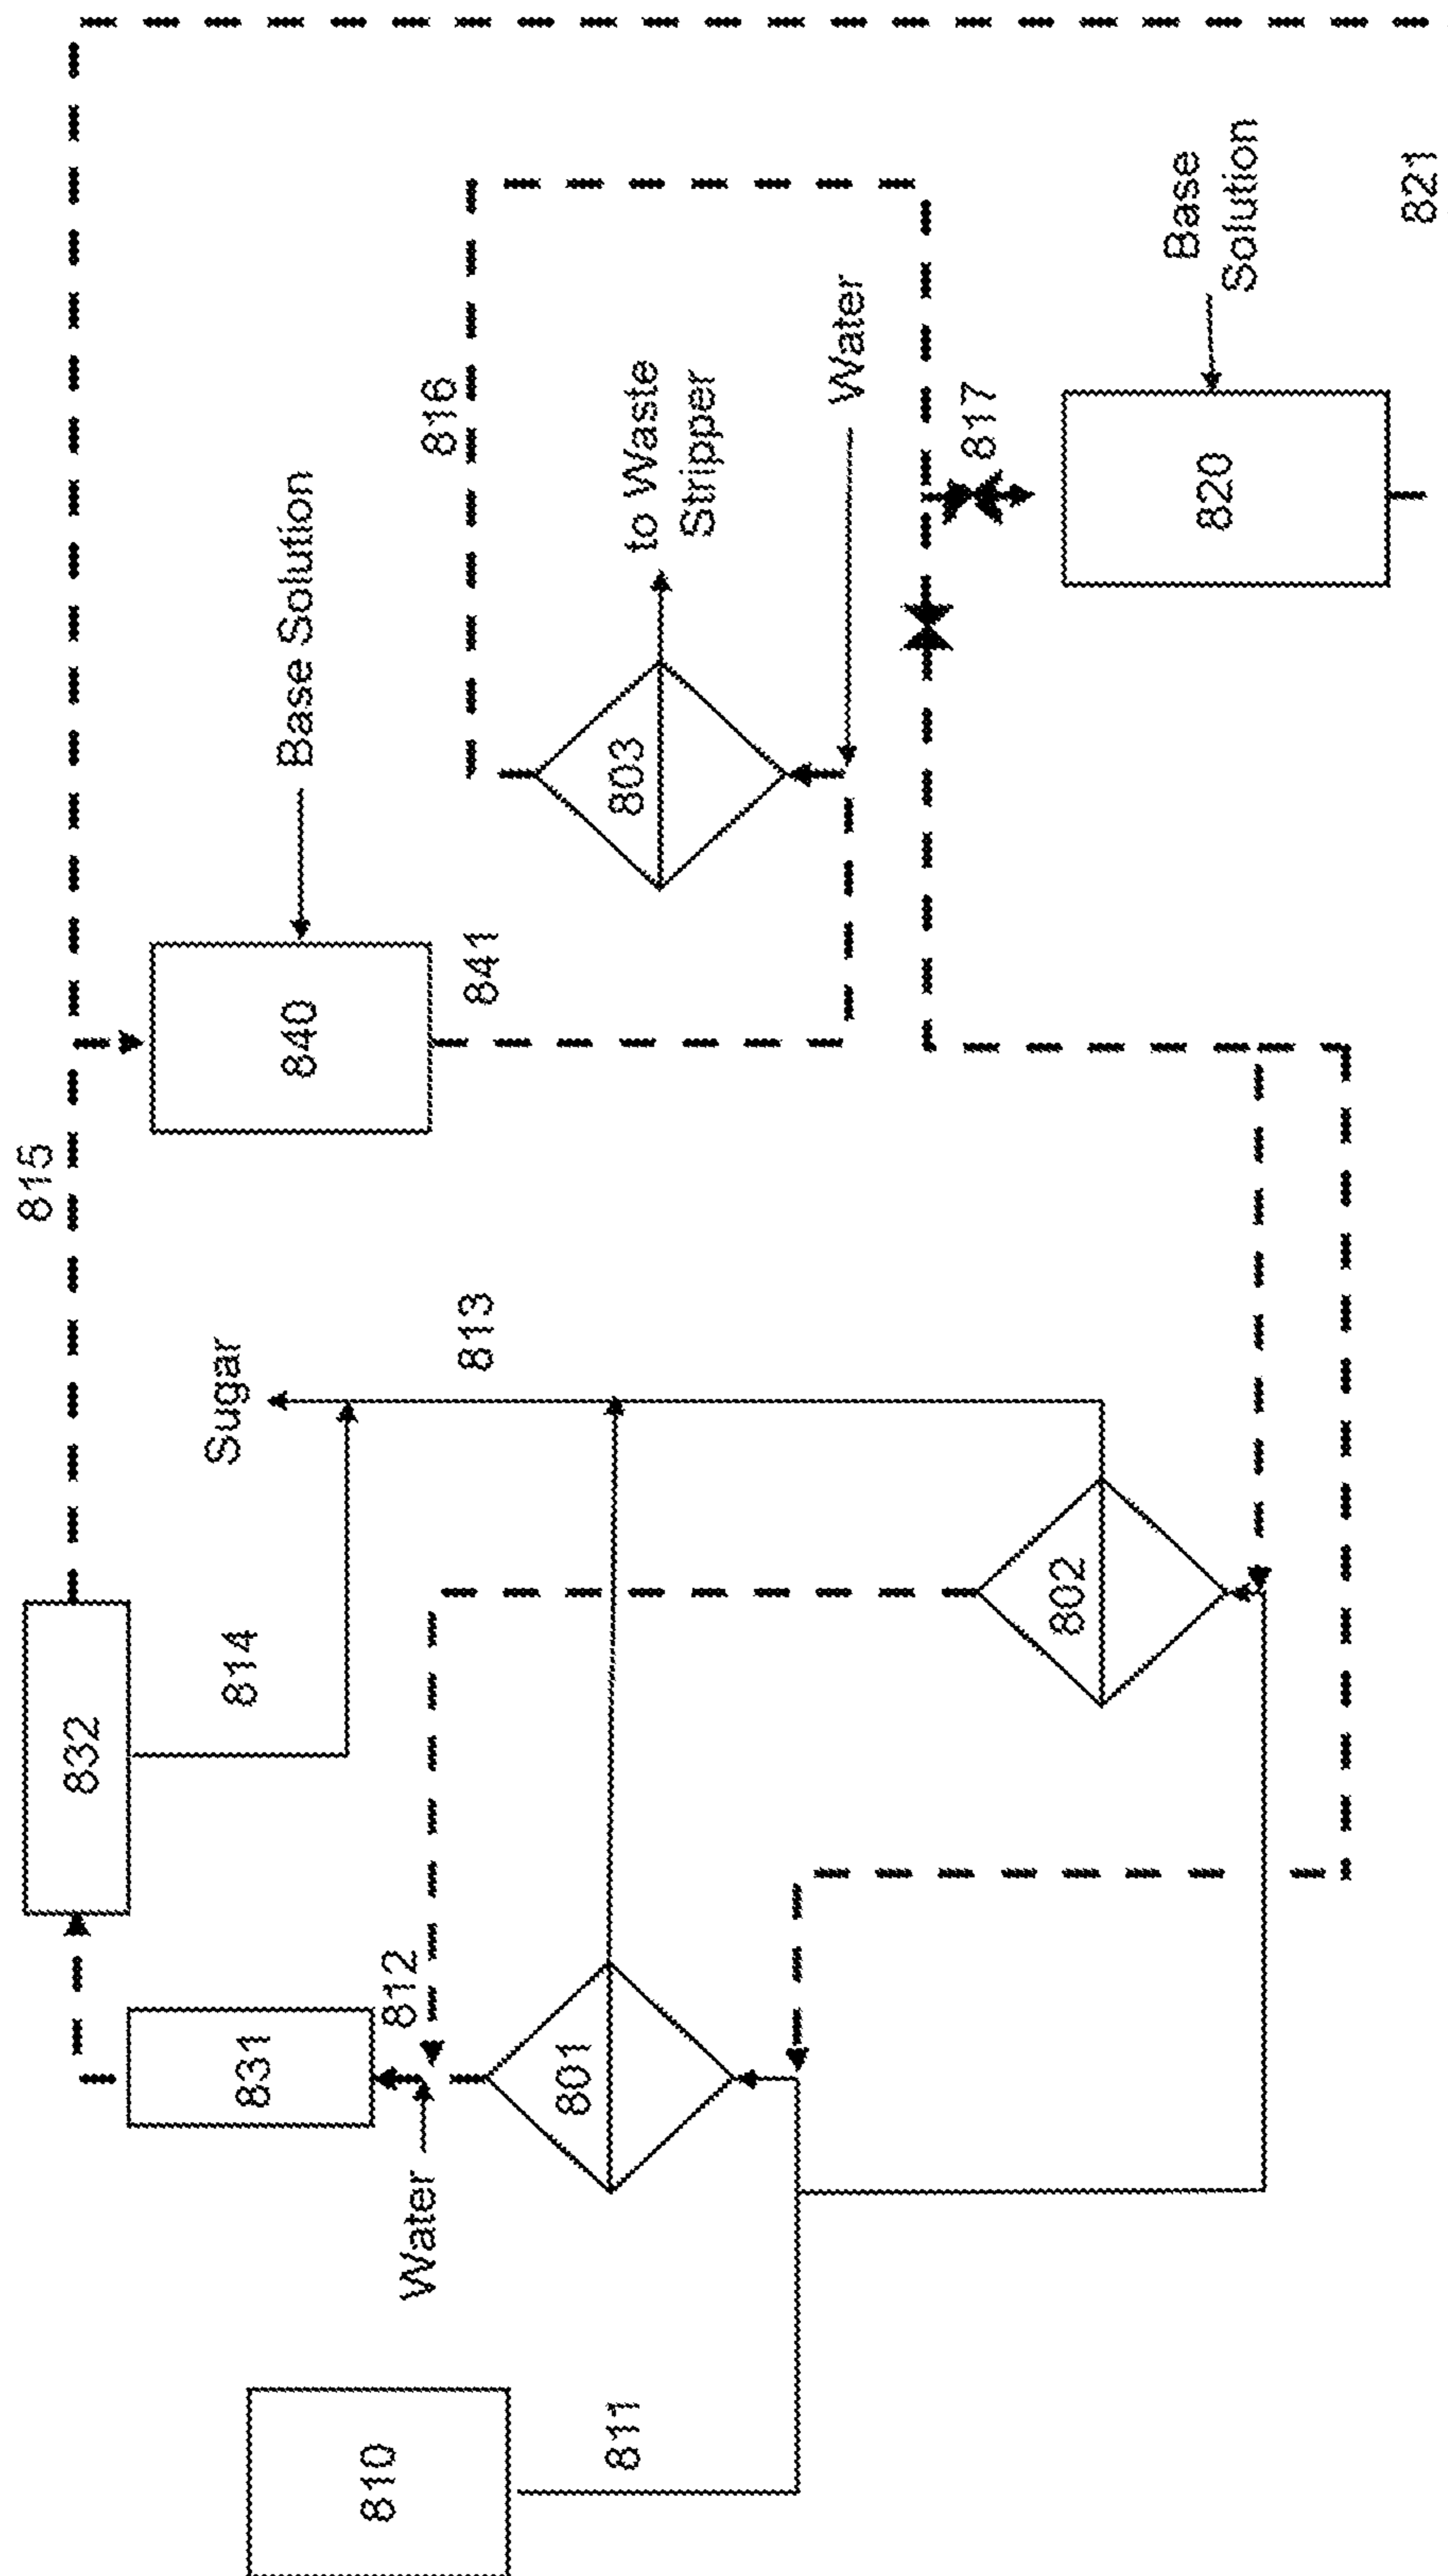 815
821
816
817
Base Solution
to Waste
Stripper
Water
Base
Solution
840
841
803
820
Sugar
813
814
832
802
831
812
801
Water
810
811